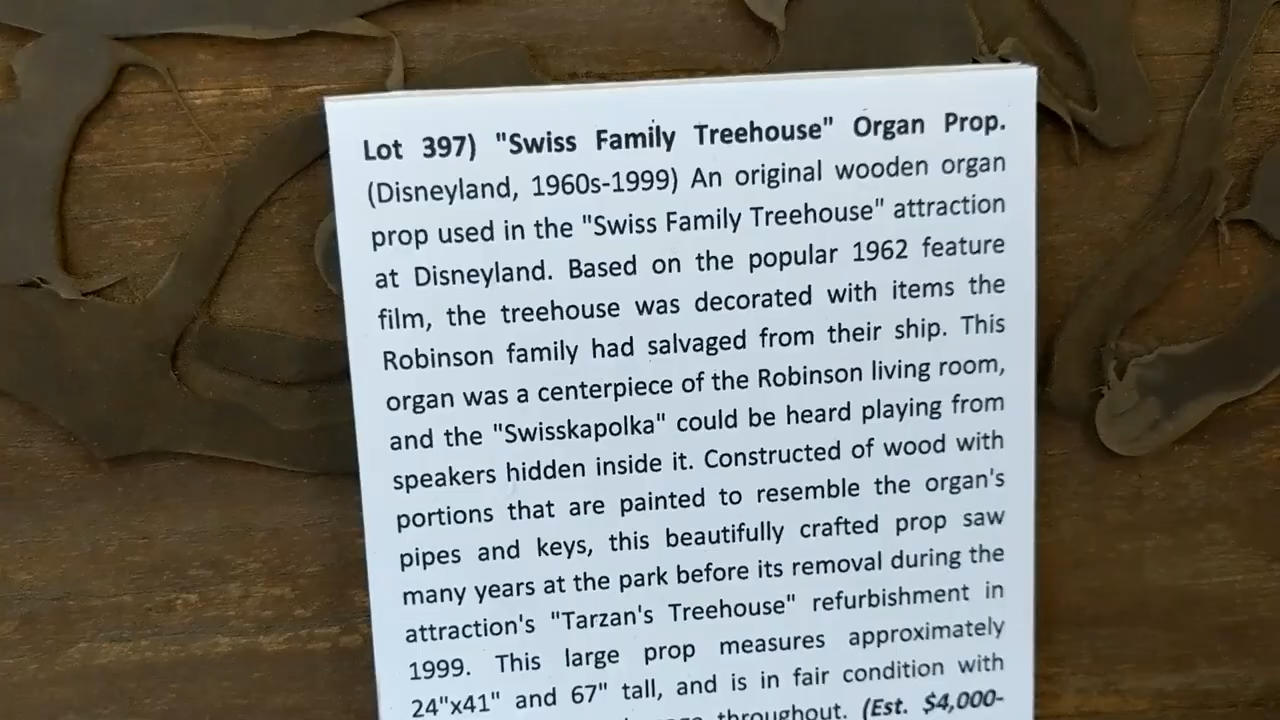 Lot 397) "Swiss Family Treehouse" Organ Prop.
(Disneyland, 1960s-1999) An original wooden organ
prop used in the "Swiss Family Treehouse" attraction
at Disneyland. Based on the popular 1962 feature
film, the treehouse was decorated with items the
Robinson family had salvaged from their ship. This
organ was a centerpiece of the Robinson living room,
and the "Swisskapolka" could be heard playing from
speakers hidden inside it. Constructed of wood with
portions that are painted to resemble the organ's
pipes and keys, this beautifully crafted prop saw
many years at the park before its removal during the
attraction's "Tarzan's Treehouse" refurbishment in
1999. This large prop measures approximately
24"x41" and 67" tall, and is in fair condition with
throughout. (Est. $4,000-